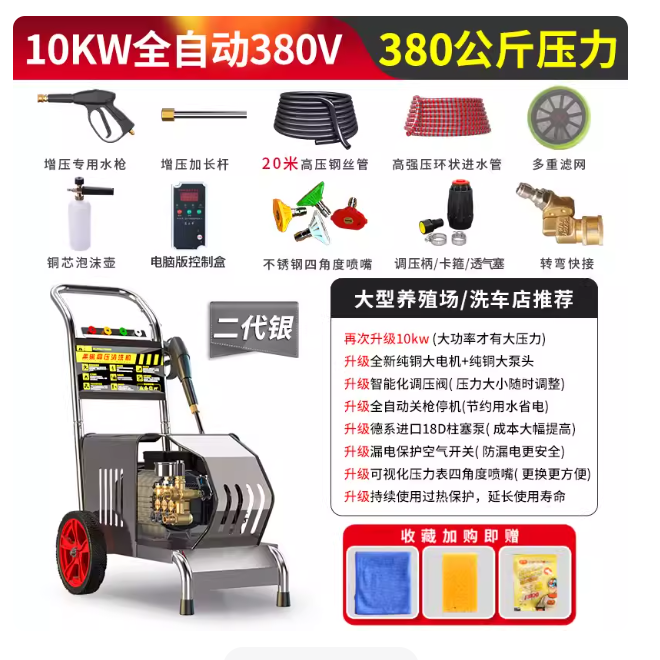 10KW全自动380V 380公斤压力
增压专用水枪 增压加长杆 20米高压钢丝管 高强压环状进水管 多重滤网
铜芯泡沫壶 电脑版控制盒 不锈钢四角度喷嘴 调压柄/卡箍/透气塞 转弯快接
二代银
大型养殖场/洗车店推荐
再次升级10kw (大功率才有大压力)
升级全新纯铜大电机+纯铜大泵头
升级智能化调压阀( 压力大小随时调整)
升级全自动关枪停机(节约用水省电)
升级德系进口18D柱塞泵( 成本大幅提高)
升级漏电保护空气开关( 防漏电更安全)
升级可视化压力表四角度喷嘴( 更换更方便)
升级持续使用过热保护，延长使用寿命
收藏加购即赠